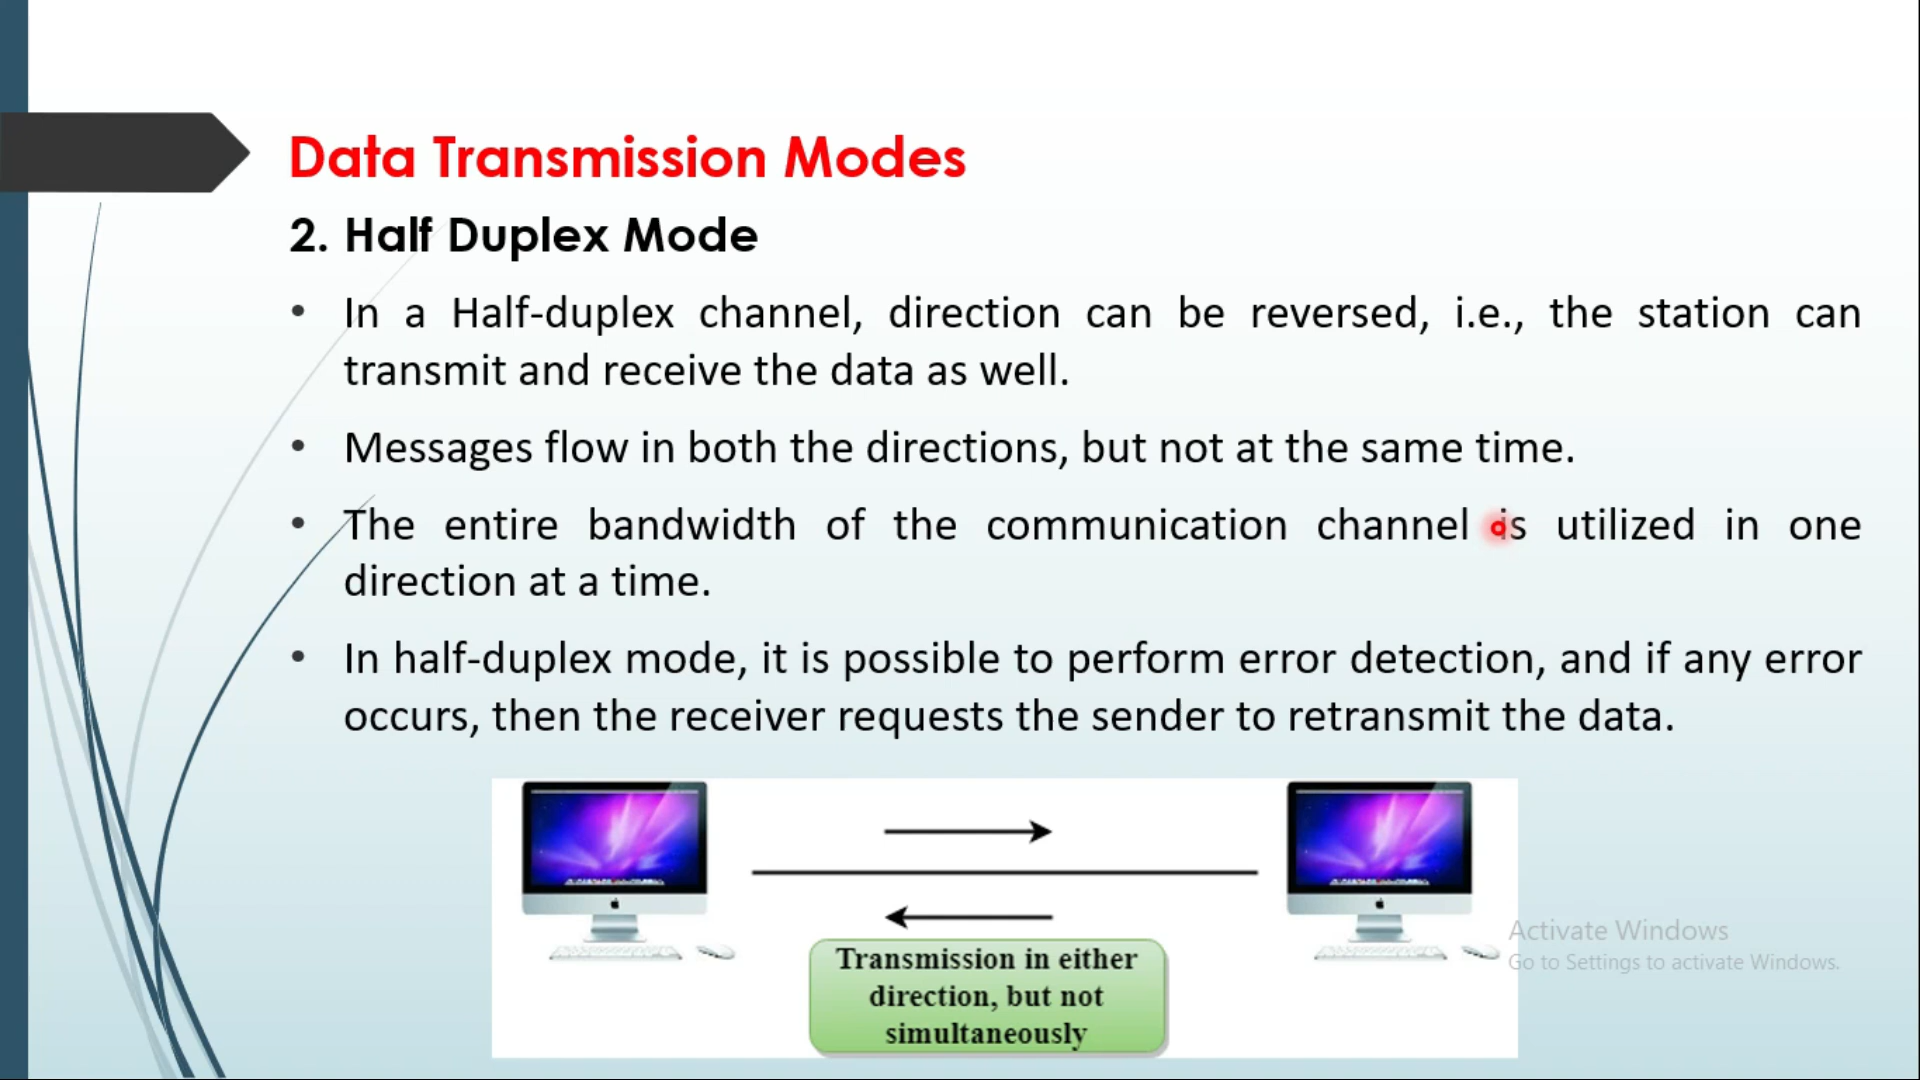 Data Transmission Modes
2. Half Duplex Mode
• In a Half-duplex channel, direction can be reversed, i.e., the station can
transmit and receive the data as well.
• Messages flow in both the directions, but not at the same time.
• The entire bandwidth of the communication channel is utilized in one
direction at a time.
• In half-duplex mode, it is possible to perform error detection, and if any error
occurs, then the receiver requests the sender to retransmit the data.
Transmission in either
direction, but not
simultaneously
Activate Windows
Go to Settings to activate Windows.